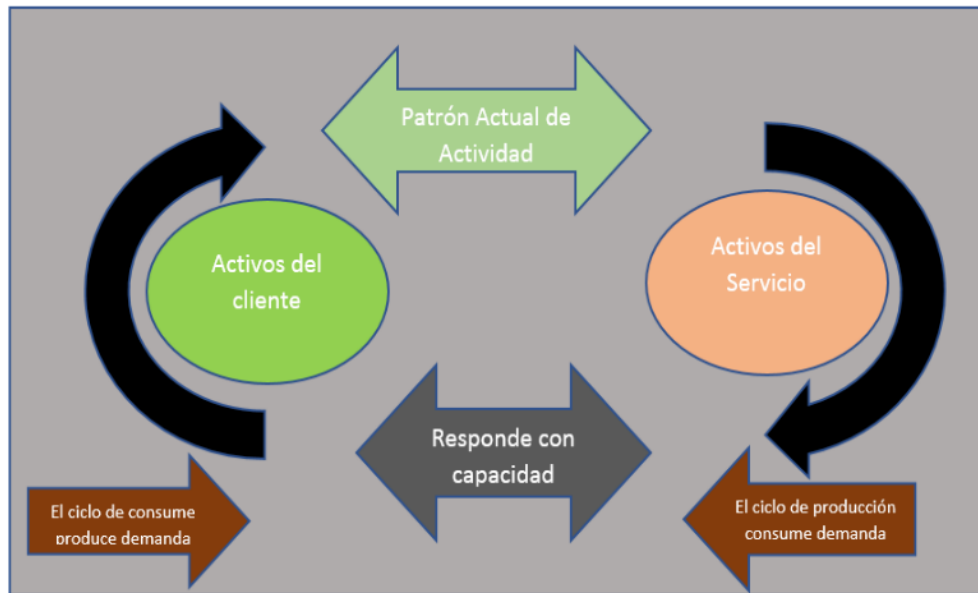 Patrón Actual de
Actividad
Activos del
cliente
Activos del
Servicio
Responde con
capacidad
El ciclo de consume
produce demanda
El ciclo de producción
consume demanda